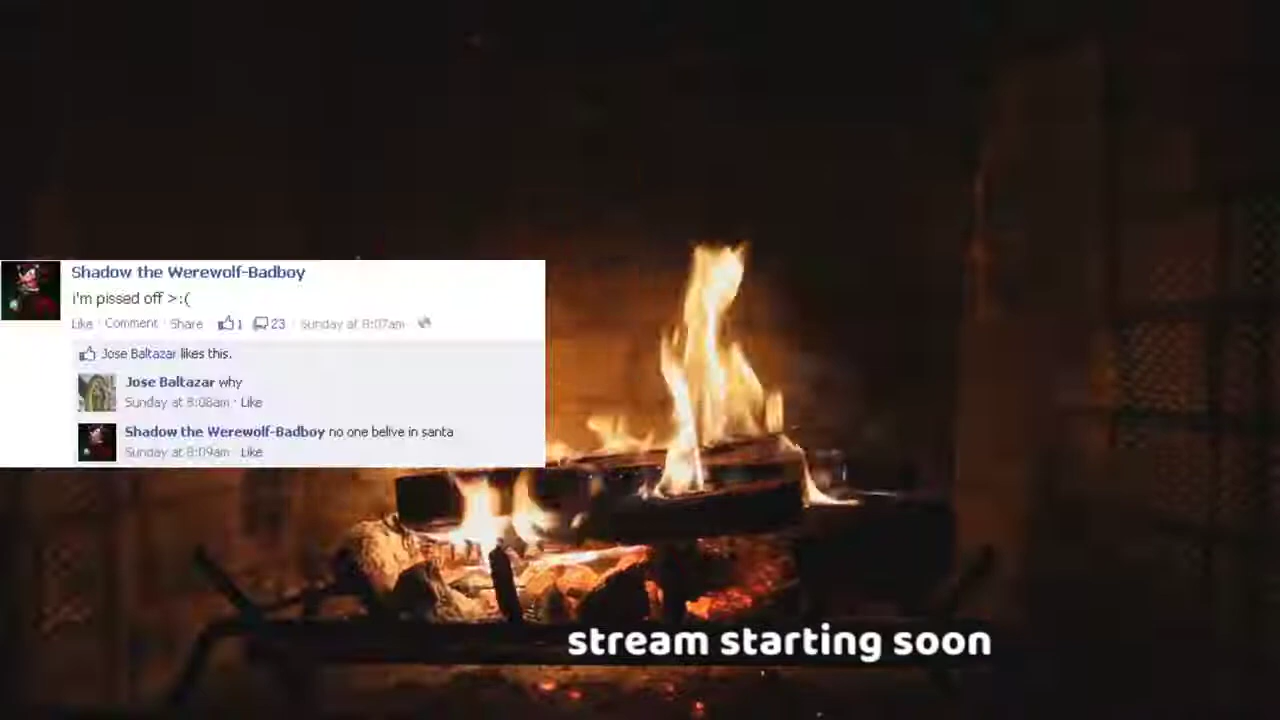 Shadow the Werewolf-Badboy
i'm pissed off >:(
Like · Comment · Share 1 23 · Sunday at 8:07am ·
Jose Baltazar likes this.
Jose Baltazar why
Sunday at 8:08am · Like
Shadow the Werewolf-Badboy no one belive in santa
Sunday at 8:09am · Like
stream starting soon